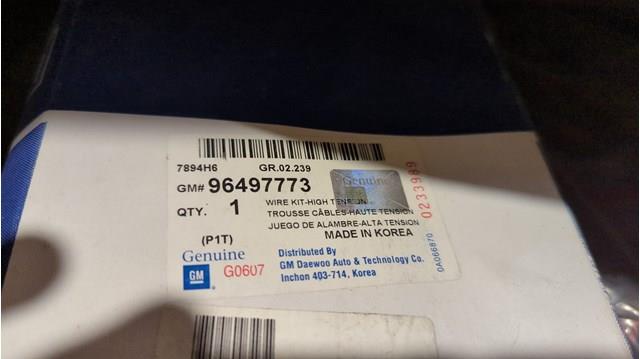 7894H6 GR.02.239
GM# 96497773
Genuine
WIRE KIT-HIGH TENSION
QTY. 1
TROUSSE CÂBLES-HAUTE TENSION
JUEGO DE ALAMBRE-ALTA TENSION
MADE IN KOREA
(P1T)
Genuine
GM
G0607
Distributed By
GM Daewoo Auto & Technology Co.
Inchon 403-714, Korea
0233989
0A066870